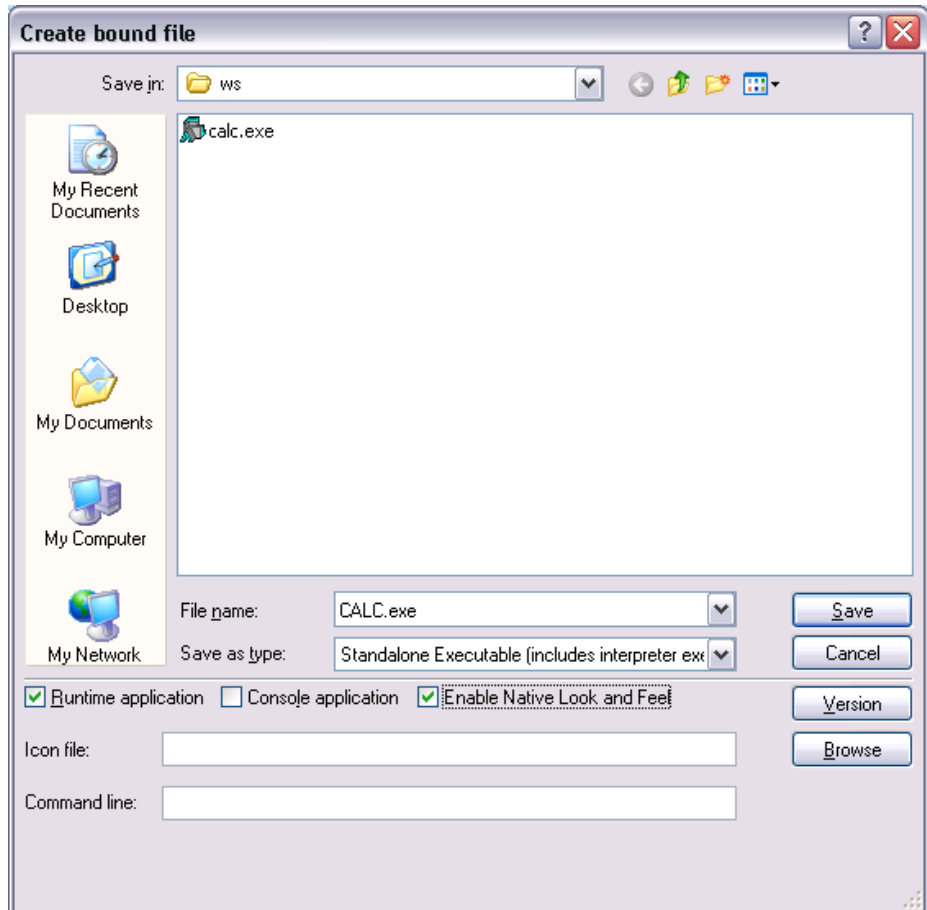 Create bound file
Save in: ws
calc.exe
My Recent
Documents
Desktop
My Documents
My Computer
My Network
File name: CALC.exe Save
Save as type: Standalone Executable (includes interpreter exe Cancel
Runtime application Console application Enable Native Look and Feel Version
Icon file: Browse
Command line: